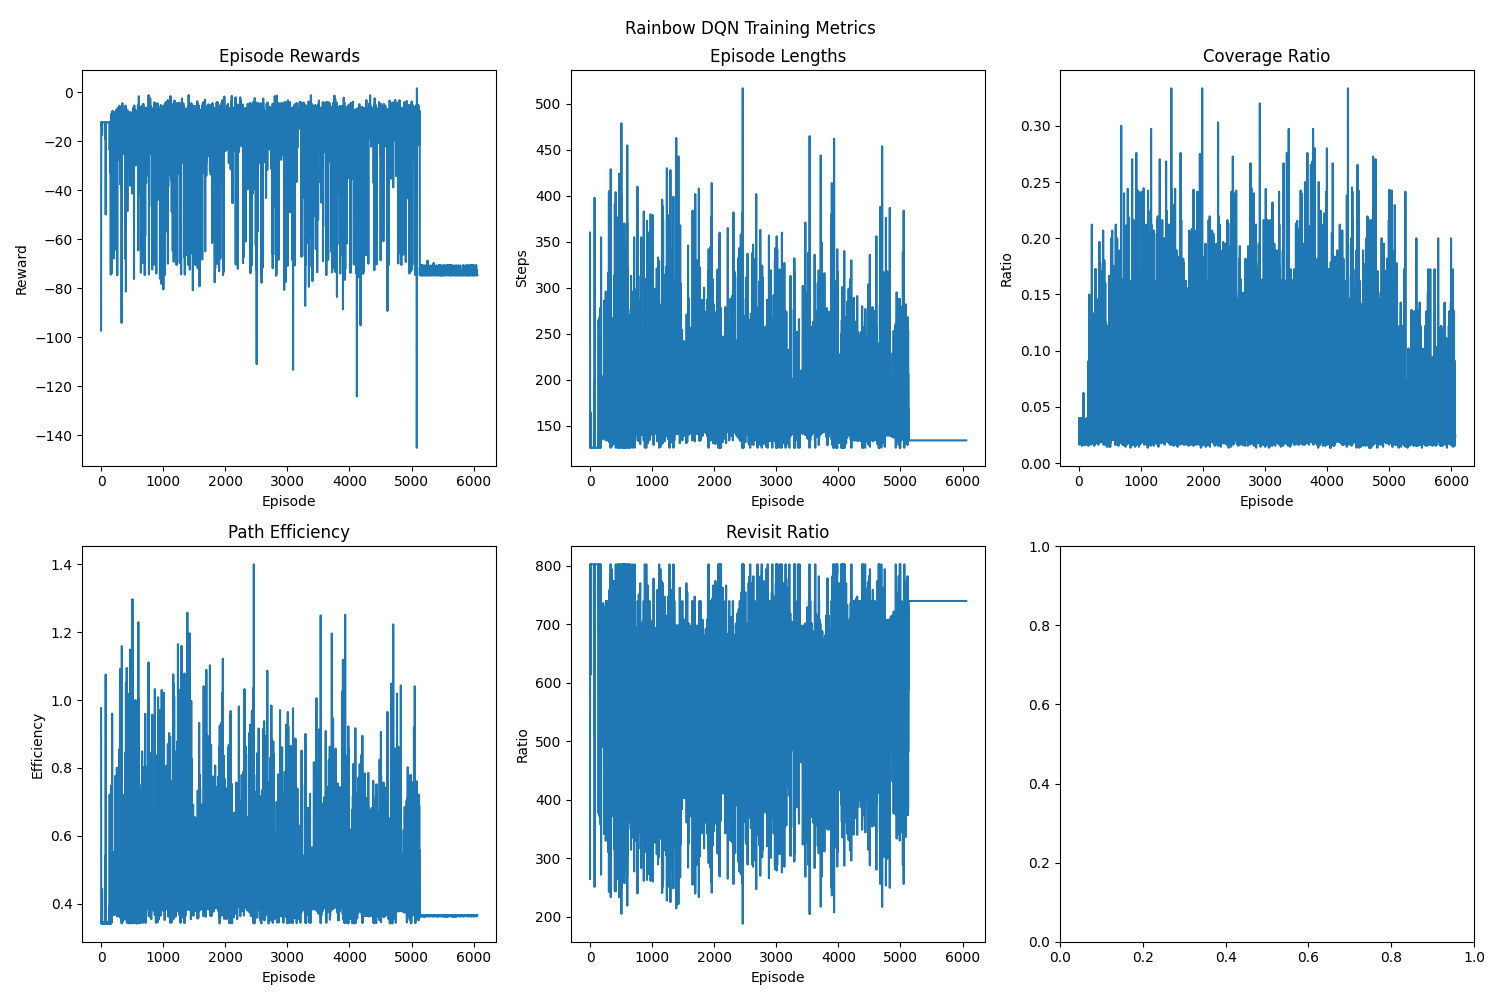 Rainbow DQN Training Metrics
Episode Rewards
0
−20
−40
−60
−80
−100
−120
−140
Reward
0 1000 2000 3000 4000 5000 6000
Episode
Episode Lengths
500
450
400
350
300
250
200
150
Steps
0 1000 2000 3000 4000 5000 6000
Episode
Coverage Ratio
0.30
0.25
0.20
0.15
0.10
0.05
0.00
Ratio
0 1000 2000 3000 4000 5000 6000
Episode
Path Efficiency
1.4
1.2
1.0
0.8
0.6
0.4
Efficiency
0 1000 2000 3000 4000 5000 6000
Episode
Revisit Ratio
800
700
600
500
400
300
200
Ratio
0 1000 2000 3000 4000 5000 6000
Episode
1.0
0.8
0.6
0.4
0.2
0.0
0.0 0.2 0.4 0.6 0.8 1.0